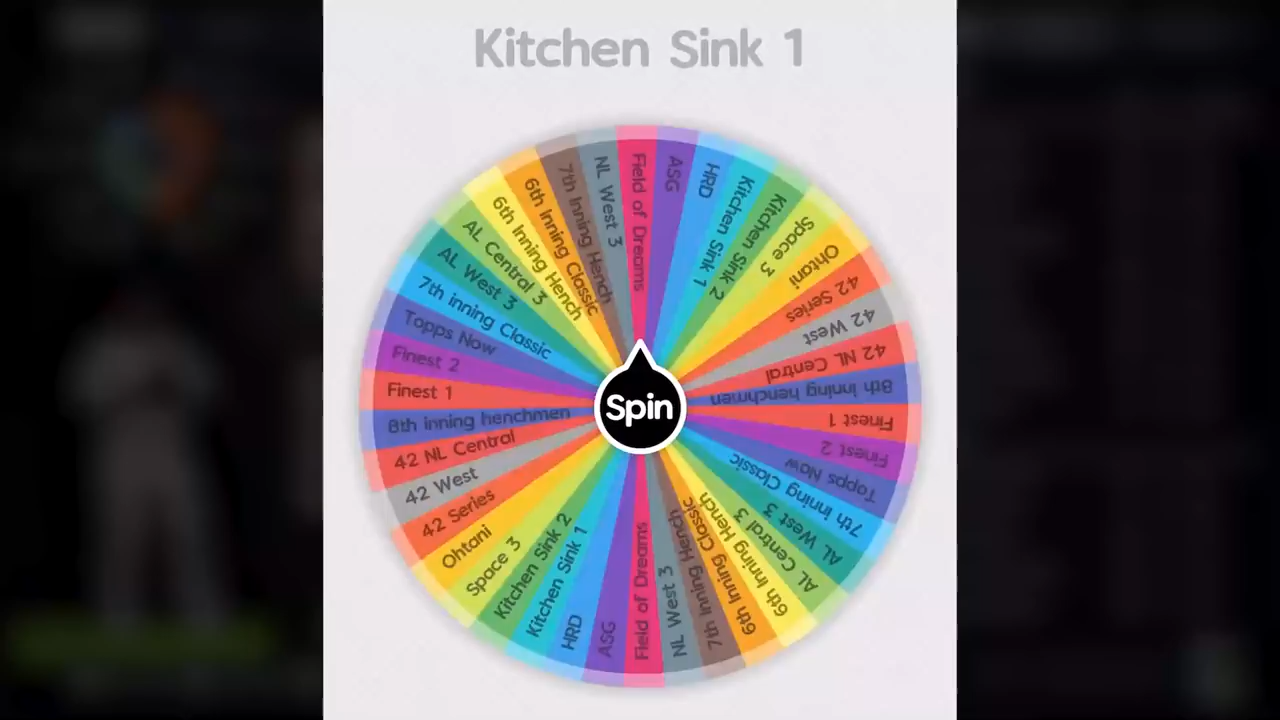 Kitchen Sink 1
Field of Dreams
ASG
HRD
Kitchen Sink 1
Kitchen Sink 2
Space 3
Ohtani
42 Series
42 West
42 NL Central
8th inning henchmen
Finest 1
Finest 2
Topps Now
7th inning Classic
AL West 3
AL Central 3
6th Inning Hench
6th Inning Classic
7th Inning Hench
NL West 3
Field of Dreams
ASG
HRD
Kitchen Sink 1
Kitchen Sink 2
Space 3
Ohtani
42 Series
42 West
42 NL Central
8th inning henchmen
Finest 1
Finest 2
Topps Now
7th inning Classic
AL West 3
AL Central 3
6th Inning Hench
6th Inning Classic
7th Inning Hench
NL West 3
Spin